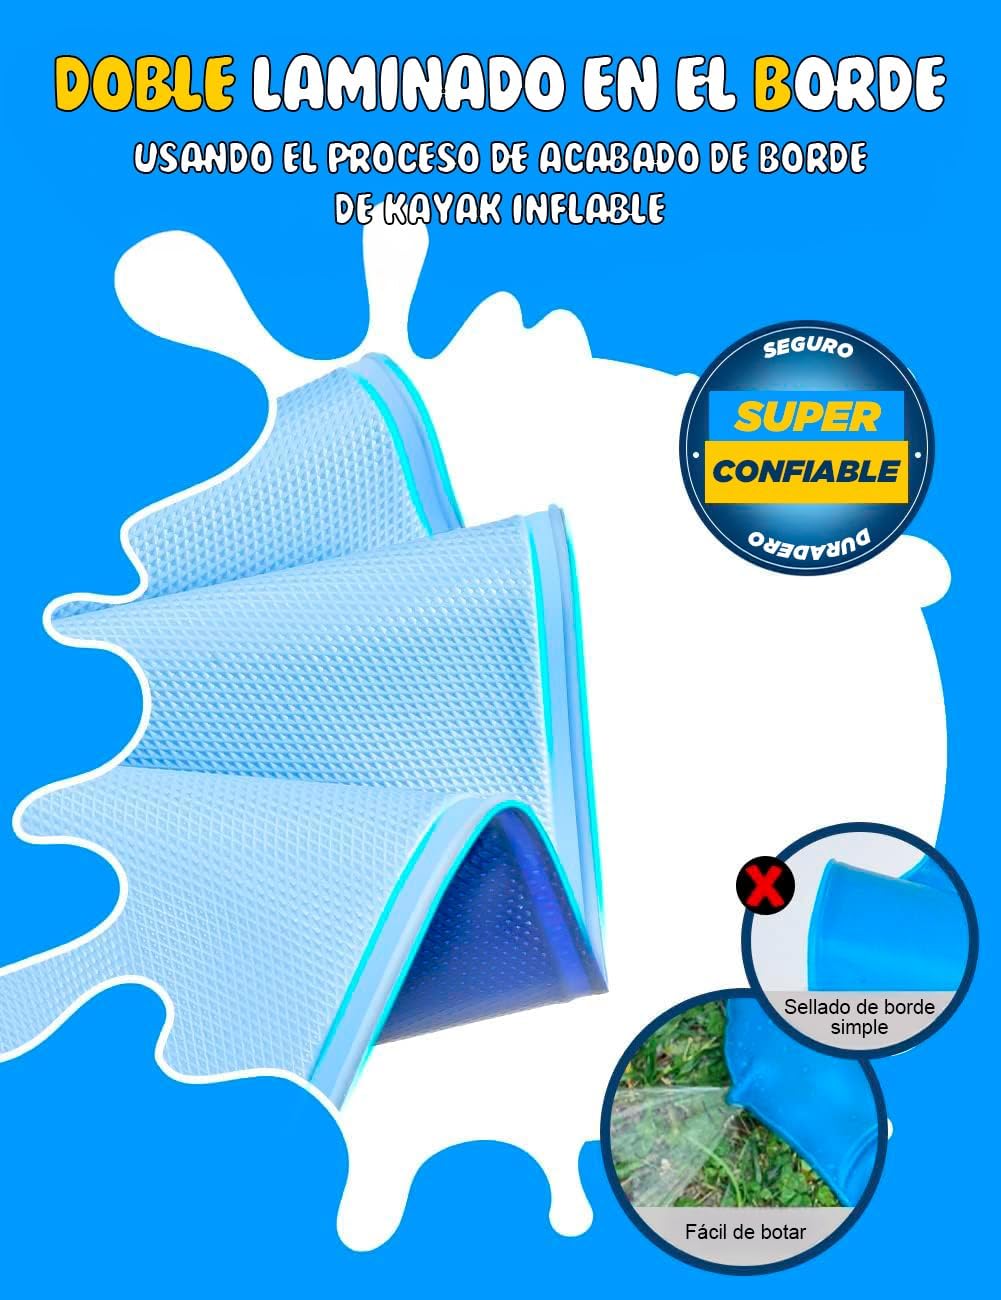 DOBLE LAMINADO EN EL BORDE
USANDO EL PROCESO DE ACABADO DE BORDE
DE KAYAK INFLABLE
SEGURO
SUPER
CONFIABLE
DURADERO
X
Sellado de borde
simple
Fácil de botar